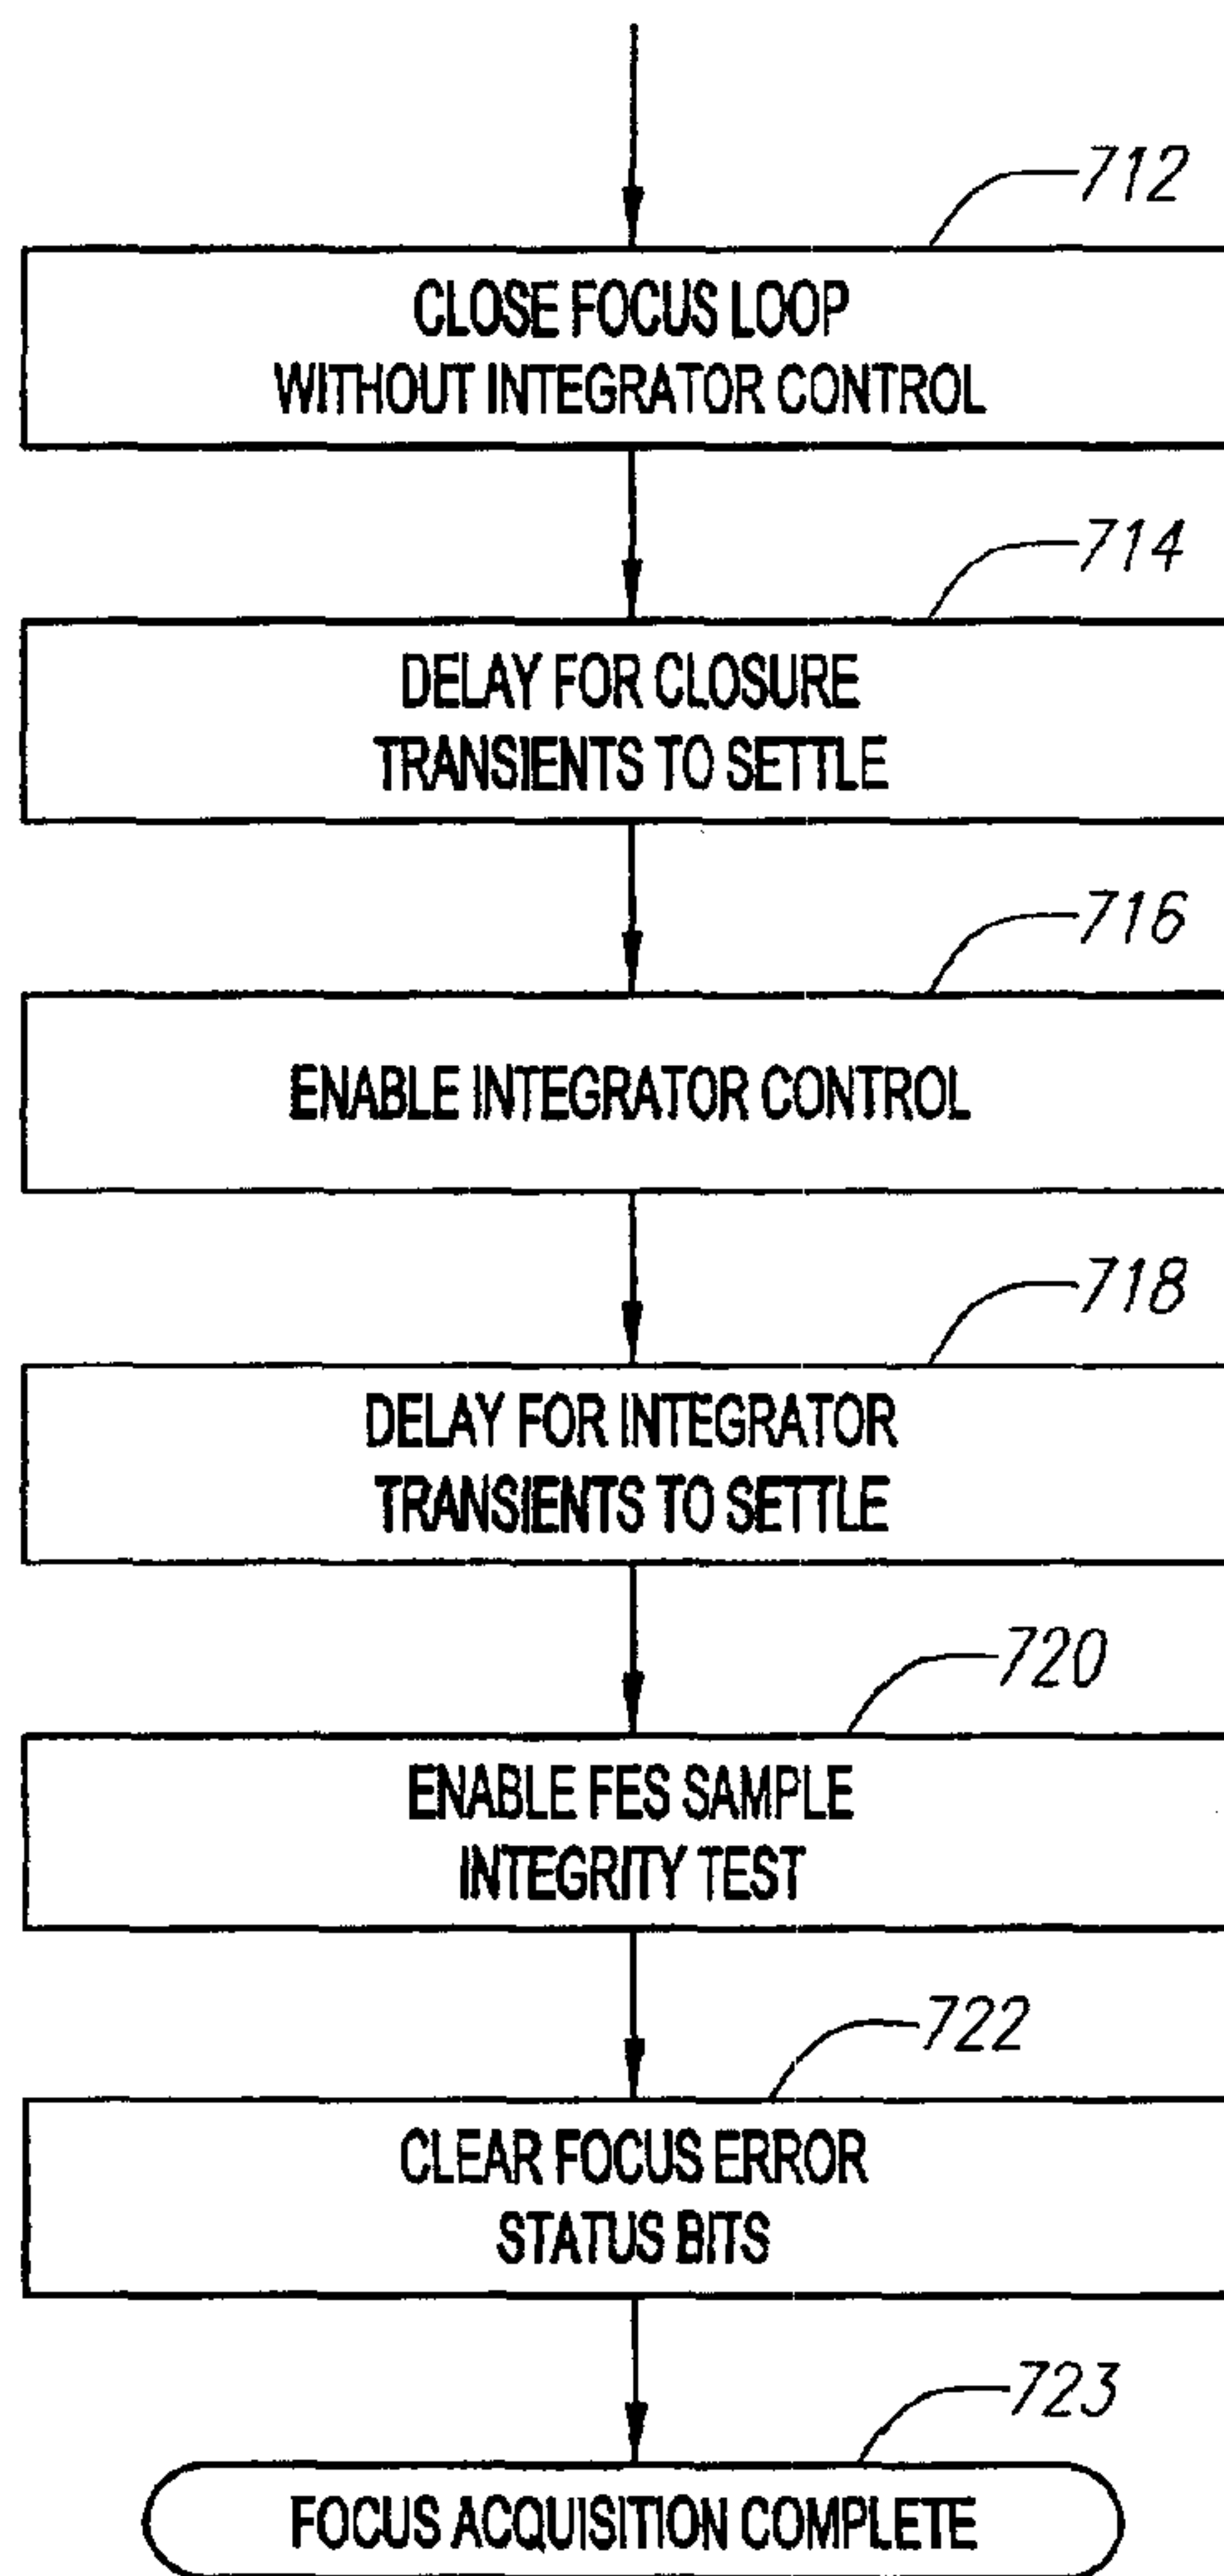 712
CLOSE FOCUS LOOP
WITHOUT INTEGRATOR CONTROL
714
DELAY FOR CLOSURE
TRANSIENTS TO SETTLE
716
ENABLE INTEGRATOR CONTROL
718
DELAY FOR INTEGRATOR
TRANSIENTS TO SETTLE
720
ENABLE FES SAMPLE
INTEGRITY TEST
722
CLEAR FOCUS ERROR
STATUS BITS
723
FOCUS ACQUISITION COMPLETE